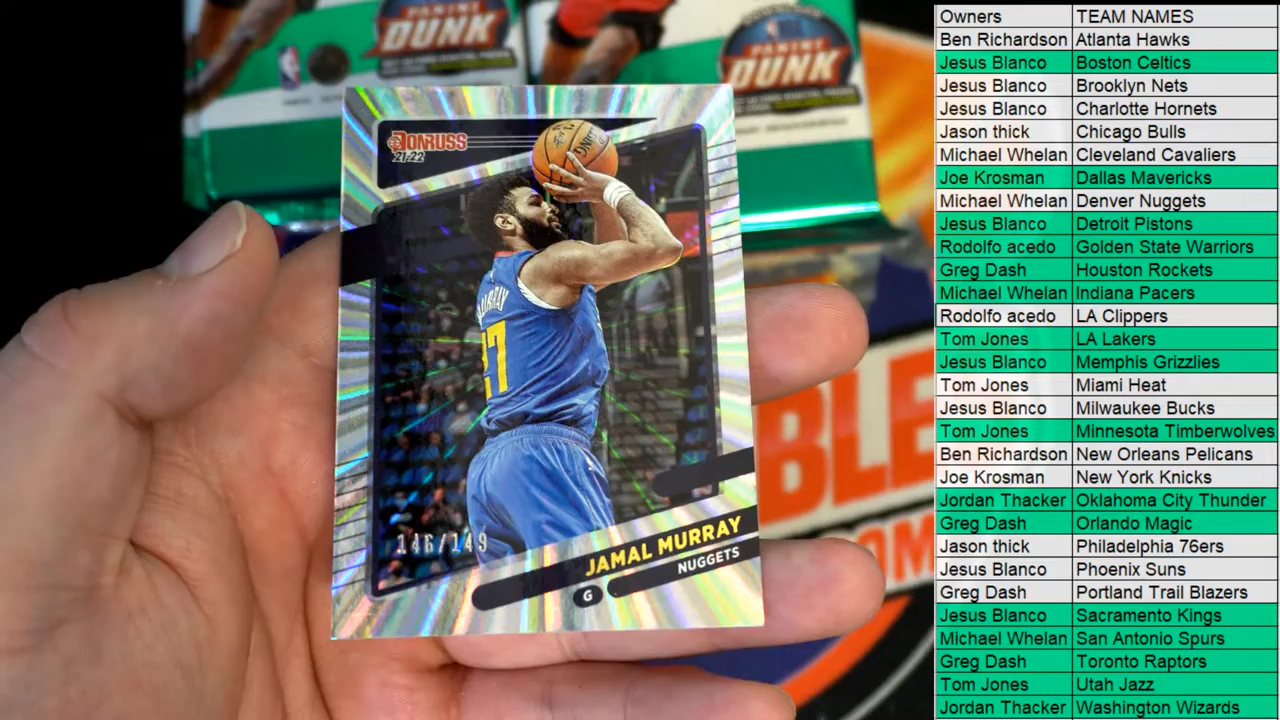 PANINI
DUNK
PANINI
DUNK
DONRUSS
21-22
MURRAY
27
146/149
JAMAL MURRAY
NUGGETS
G
BLE
OM
Owners TEAM NAMES
Ben Richardson Atlanta Hawks
Jesus Blanco Boston Celtics
Jesus Blanco Brooklyn Nets
Jesus Blanco Charlotte Hornets
Jason thick Chicago Bulls
Michael Whelan Cleveland Cavaliers
Joe Krosman Dallas Mavericks
Michael Whelan Denver Nuggets
Jesus Blanco Detroit Pistons
Rodolfo acedo Golden State Warriors
Greg Dash Houston Rockets
Michael Whelan Indiana Pacers
Rodolfo acedo LA Clippers
Tom Jones LA Lakers
Jesus Blanco Memphis Grizzlies
Tom Jones Miami Heat
Jesus Blanco Milwaukee Bucks
Tom Jones Minnesota Timberwolves
Ben Richardson New Orleans Pelicans
Joe Krosman New York Knicks
Jordan Thacker Oklahoma City Thunder
Greg Dash Orlando Magic
Jason thick Philadelphia 76ers
Jesus Blanco Phoenix Suns
Greg Dash Portland Trail Blazers
Jesus Blanco Sacramento Kings
Michael Whelan San Antonio Spurs
Greg Dash Toronto Raptors
Tom Jones Utah Jazz
Jordan Thacker Washington Wizards